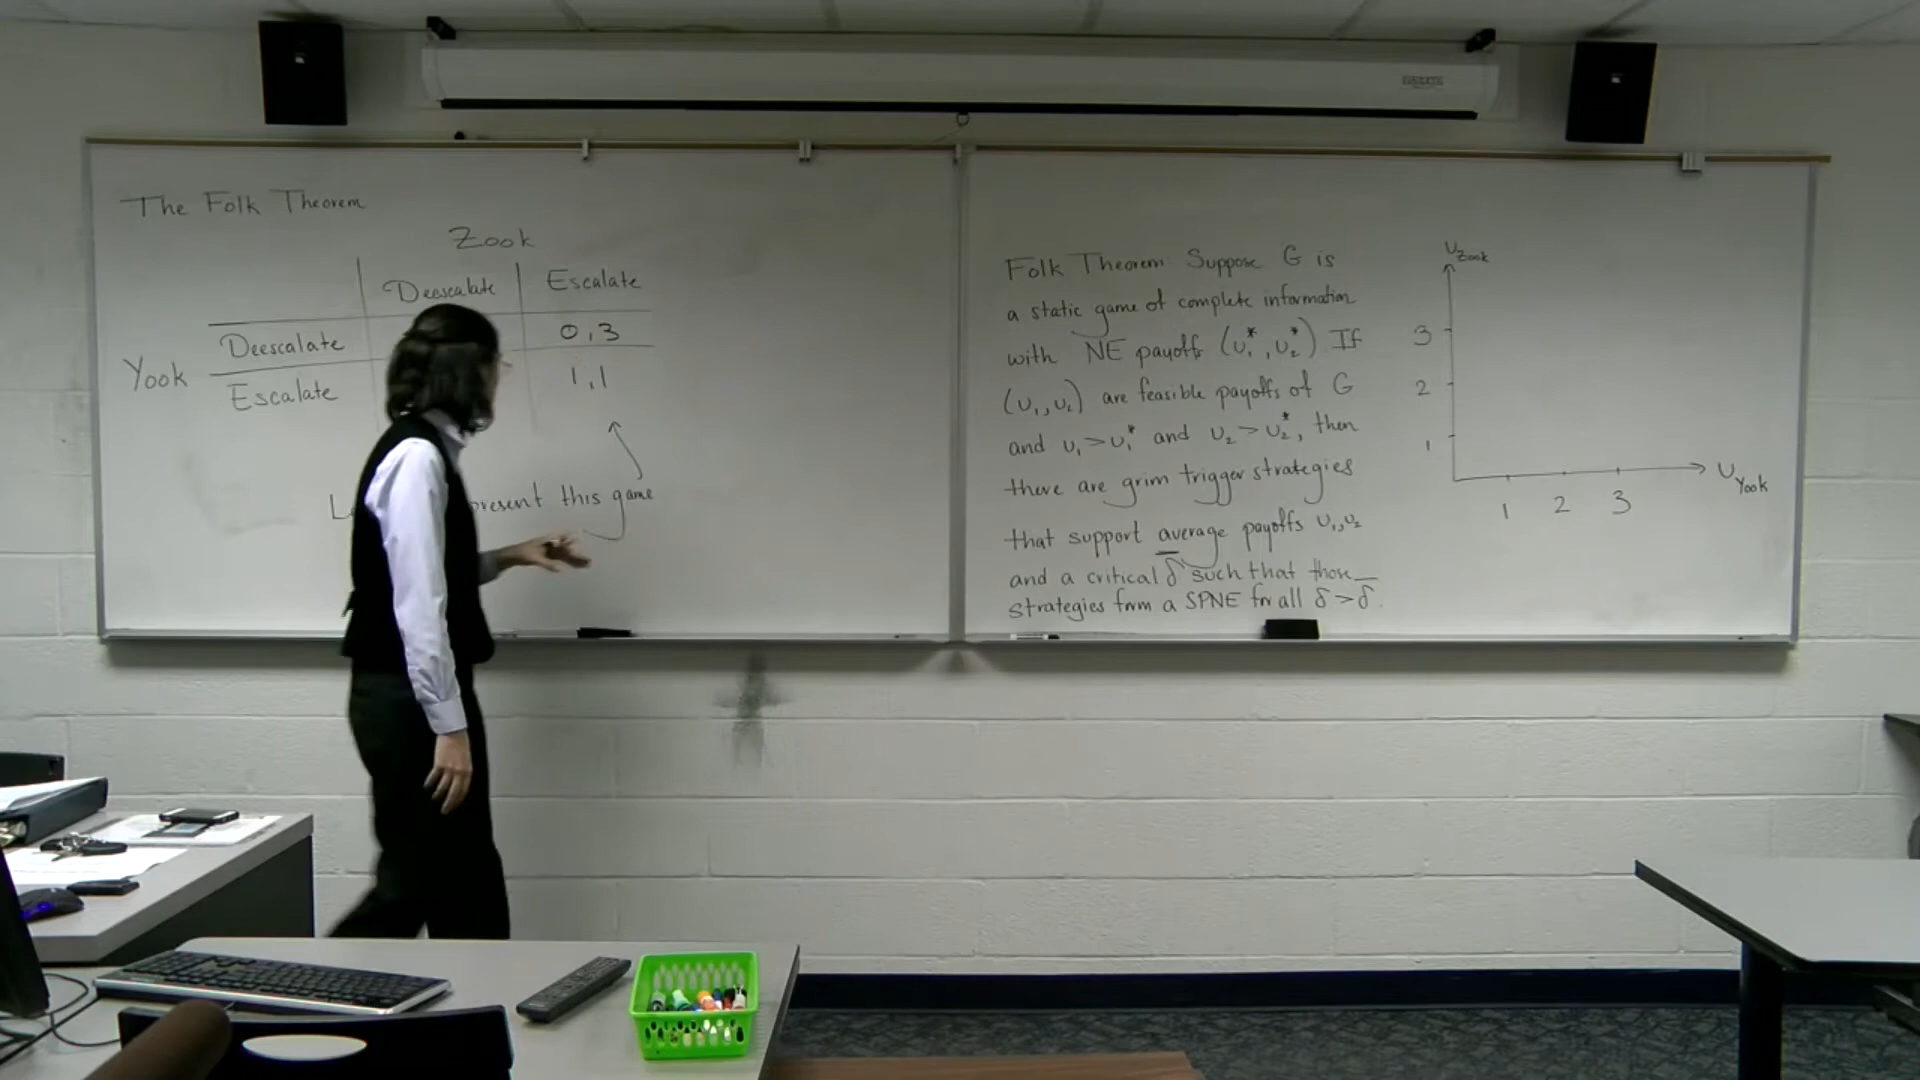 The Folk Theorem
Zook
Deescalate Escalate
Deescalate 0,3
Yook
Escalate 1,1
this game
Folk Theorem Suppose G is
a static game of complete information
with NE payoffs (U₁*, U₂*) If
(U₁, U₂) are feasible payoffs of G
and U₁ > U₁* and U₂ > U₂*, then
there are grim trigger strategies
that support average payoffs U₁, U₂
and a critical δ̄ such that those
strategies form a SPNE for all δ > δ̄.
U Zook
3
2
1
1 2 3
U Yook